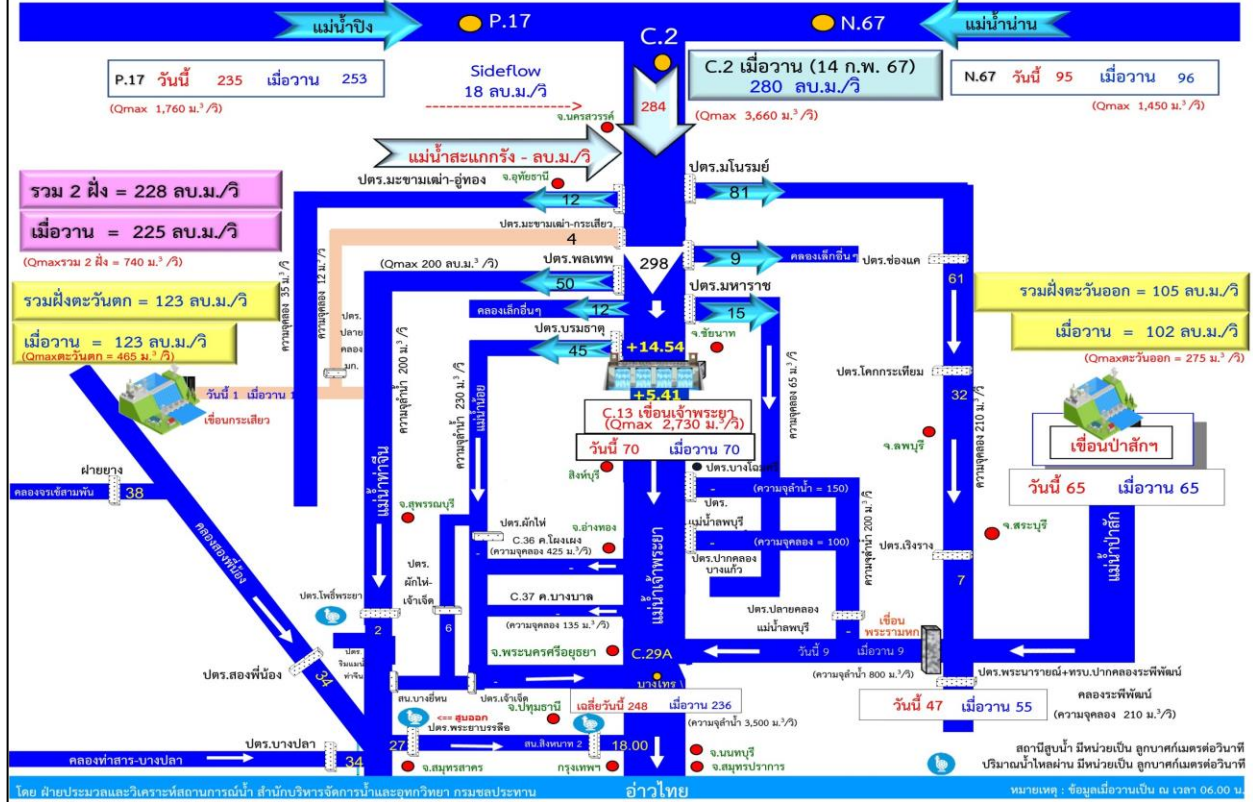 แม่น้ำปิง
P.17
C.2
N.67
แม่น้ำน่าน
P.17 วันนี้ 235 เมื่อวาน 253
(Qmax 1,760 ม.³ /วิ)
Sideflow
18 ลบ.ม./วิ
จ.นครสวรรค์
284
C.2 เมื่อวาน (14 ก.พ. 67)
280 ลบ.ม./วิ
(Qmax 3,660 ม.³ /วิ)
N.67 วันนี้ 95 เมื่อวาน 96
(Qmax 1,450 ม.³ /วิ)
แม่น้ำสะแกกรัง - ลบ.ม./วิ
รวม 2 ฝั่ง = 228 ลบ.ม./วิ
เมื่อวาน = 225 ลบ.ม./วิ
(Qmaxรวม 2 ฝั่ง = 740 ม.³ /วิ)
ปตร.มะขามเฒ่า-อู่ทอง
จ.อุทัยธานี
12
ปตร.มโนรมย์
81
ปตร.มะขามเฒ่า-กระเสียว
4
(Qmax 200 ลบ.ม. /วิ)
ปตร.พลเทพ
50
298
9
คลองเล็กอื่น ๆ
ปตร.ช่องแค
61
รวมฝั่งตะวันตก = 123 ลบ.ม./วิ
เมื่อวาน = 123 ลบ.ม./วิ
(Qmaxตะวันตก = 465 ม.³ /วิ)
ความจุคลอง 35 ม.³ /วิ
ความจุคลอง 12 ม.³ /วิ
ปตร.
ปลาย
คลอง
มก.
คลองเล็กอื่นๆ
12
ปตร.มหาราช
15
ปตร.บรมธาตุ
45
+14.54
จ.ชัยนาท
รวมฝั่งตะวันออก = 105 ลบ.ม./วิ
เมื่อวาน = 102 ลบ.ม./วิ
(Qmaxตะวันออก = 275 ม.³ /วิ)
วันนี้ 1 เมื่อวาน 1
เขื่อนกระเสียว
ความจุลำน้ำ 200 ม.³ /วิ
ความจุลำน้ำ 230 ม.³ /วิ
แม่น้ำน้อย
+5.41
C.13 เขื่อนเจ้าพระยา
(Qmax 2,730 ม.³/วิ)
วันนี้ 70 เมื่อวาน 70
ความจุคลอง 65 ม.³ /วิ
ปตร.โคกกระเทียม
32
ความจุคลอง 210 ม.³ /วิ
จ.ลพบุรี
เขื่อนป่าสักฯ
วันนี้ 65 เมื่อวาน 65
ฝายยาง
คลองจรเข้สามพัน
38
คลองสองพี่น้อง
แม่น้ำท่าจีน
จ.สุพรรณบุรี
สิงห์บุรี
ปตร.บางโฉมศรี
-
(ความจุลำน้ำ = 150)
ปตร.
แม่น้ำลพบุรี
-
(ความจุคลอง = 100)
ความจุลำน้ำ 200 ม.³ /วิ
ปตร.ปากคลอง
บางแก้ว
จ.สระบุรี
ปตร.เริงราง
7
แม่น้ำป่าสัก
ปตร.ผักไห่
-
จ.อ่างทอง
C.36 ค.โผงเผง
(ความจุคลอง 425 ม.³/วิ)
-
ปตร.
ผักไห่-
เจ้าเจ็ด
6
C.37 ค.บางบาล
-
(ความจุคลอง 135 ม.³/วิ)
แม่น้ำเจ้าพระยา
ปตร.โพธิ์พระยา
2
ปตร.
ริมแม่น้ำ
ท่าจีน
ปตร.ปลายคลอง
แม่น้ำลพบุรี
-
เขื่อน
พระรามหก
จ.พระนครศรีอยุธยา
C.29A
วันนี้ 9 เมื่อวาน 9
(ความจุลำน้ำ 800 ม.³/วิ)
ปตร.สองพี่น้อง
34
-
บางไทร
สน.บางยี่หน
ปตร.เจ้าเจ็ด
ปตร.พระนารายณ์+ทรบ.ปากคลองระพีพัฒน์
วันนี้ 47 เมื่อวาน 55
คลองระพีพัฒน์
(ความจุคลอง 210 ม.³ /วิ)
เฉลี่ยวันนี้ 248 เมื่อวาน 236
(ความจุลำน้ำ 3,500 ม.³/วิ)
<== สูบออก
จ.ปทุมธานี
ปตร.พระยาบรรลือ
27
สน.สิงหนาท 2
18.00
ปตร.บางปลา
คลองท่าสาร-บางปลา
34
จ.สมุทรสาคร
กรุงเทพฯ
จ.นนทบุรี
จ.สมุทรปราการ
สถานีสูบน้ำ มีหน่วยเป็น ลูกบาศก์เมตรต่อวินาที
ปริมาณน้ำไหลผ่าน มีหน่วยเป็น ลูกบาศก์เมตรต่อวินาที
โดย ฝ่ายประมวลและวิเคราะห์สถานการณ์น้ำ สำนักบริหารจัดการน้ำและอุทกวิทยา กรมชลประทาน
อ่าวไทย
หมายเหตุ : ข้อมูลเมื่อวานเป็น ณ เวลา 06.00 น.